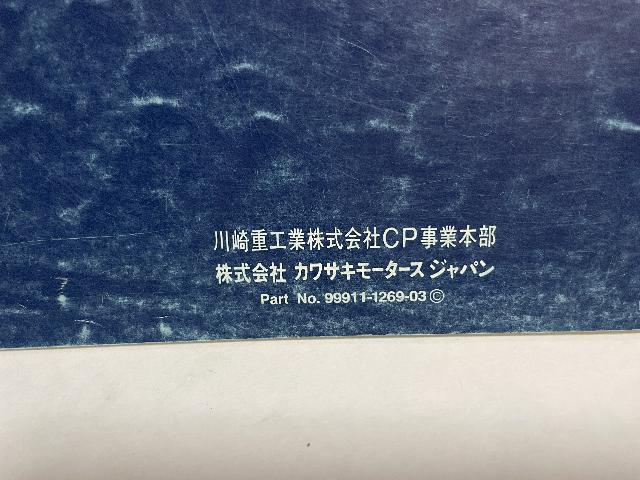 川崎重工業株式会社CP事業本部
株式会社 カワサキモータース ジャパン
Part No. 99911-1269-03 ©